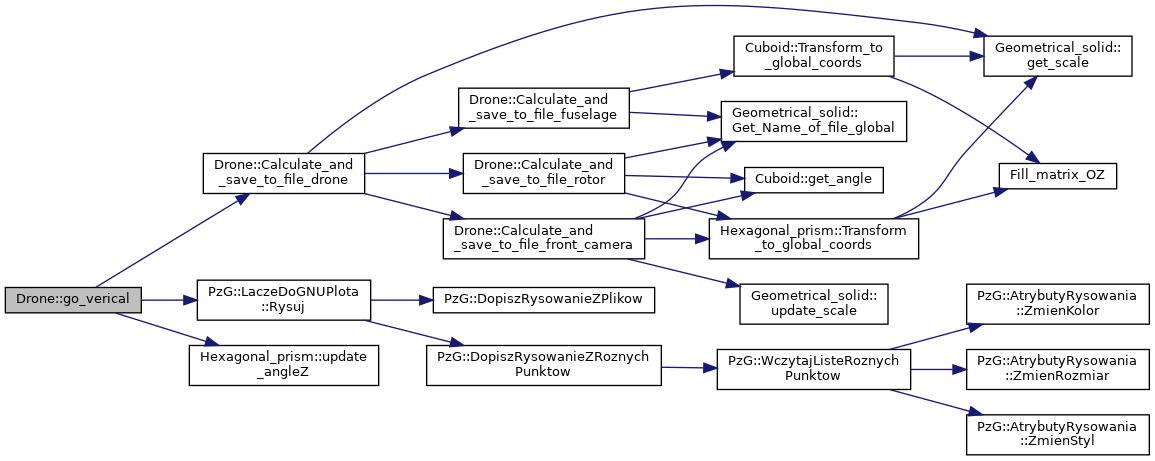 Drone::go_verical
Drone::Calculate_and
_save_to_file_drone
PzG::LaczeDoGNUPlota
::Rysuj
Hexagonal_prism::update
_angleZ
Drone::Calculate_and
_save_to_file_fuselage
Drone::Calculate_and
_save_to_file_rotor
Drone::Calculate_and
_save_to_file_front_camera
PzG::DopiszRysowanieZPlikow
PzG::DopiszRysowanieZRoznych
Punktow
Cuboid::Transform_to
_global_coords
Geometrical_solid::
Get_Name_of_file_global
Cuboid::get_angle
Hexagonal_prism::Transform
_to_global_coords
Geometrical_solid::
update_scale
PzG::WczytajListeRoznych
Punktow
Geometrical_solid::
get_scale
Fill_matrix_OZ
PzG::AtrybutyRysowania
::ZmienKolor
PzG::AtrybutyRysowania
::ZmienRozmiar
PzG::AtrybutyRysowania
::ZmienStyl